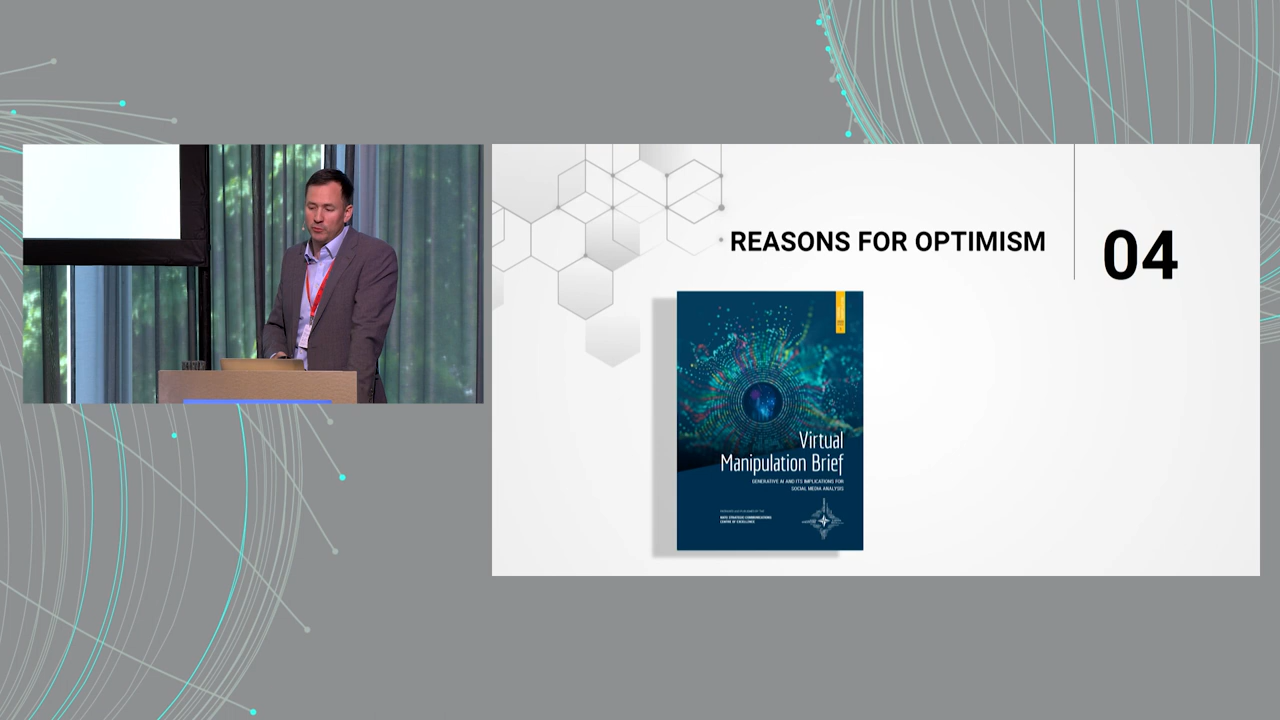 REASONS FOR OPTIMISM
04
Virtual
Manipulation Brief
GENERATIVE AI AND ITS IMPLICATIONS FOR
SOCIAL MEDIA ANALYSIS
NATO STRATEGIC COMMUNICATIONS
CENTRE OF EXCELLENCE